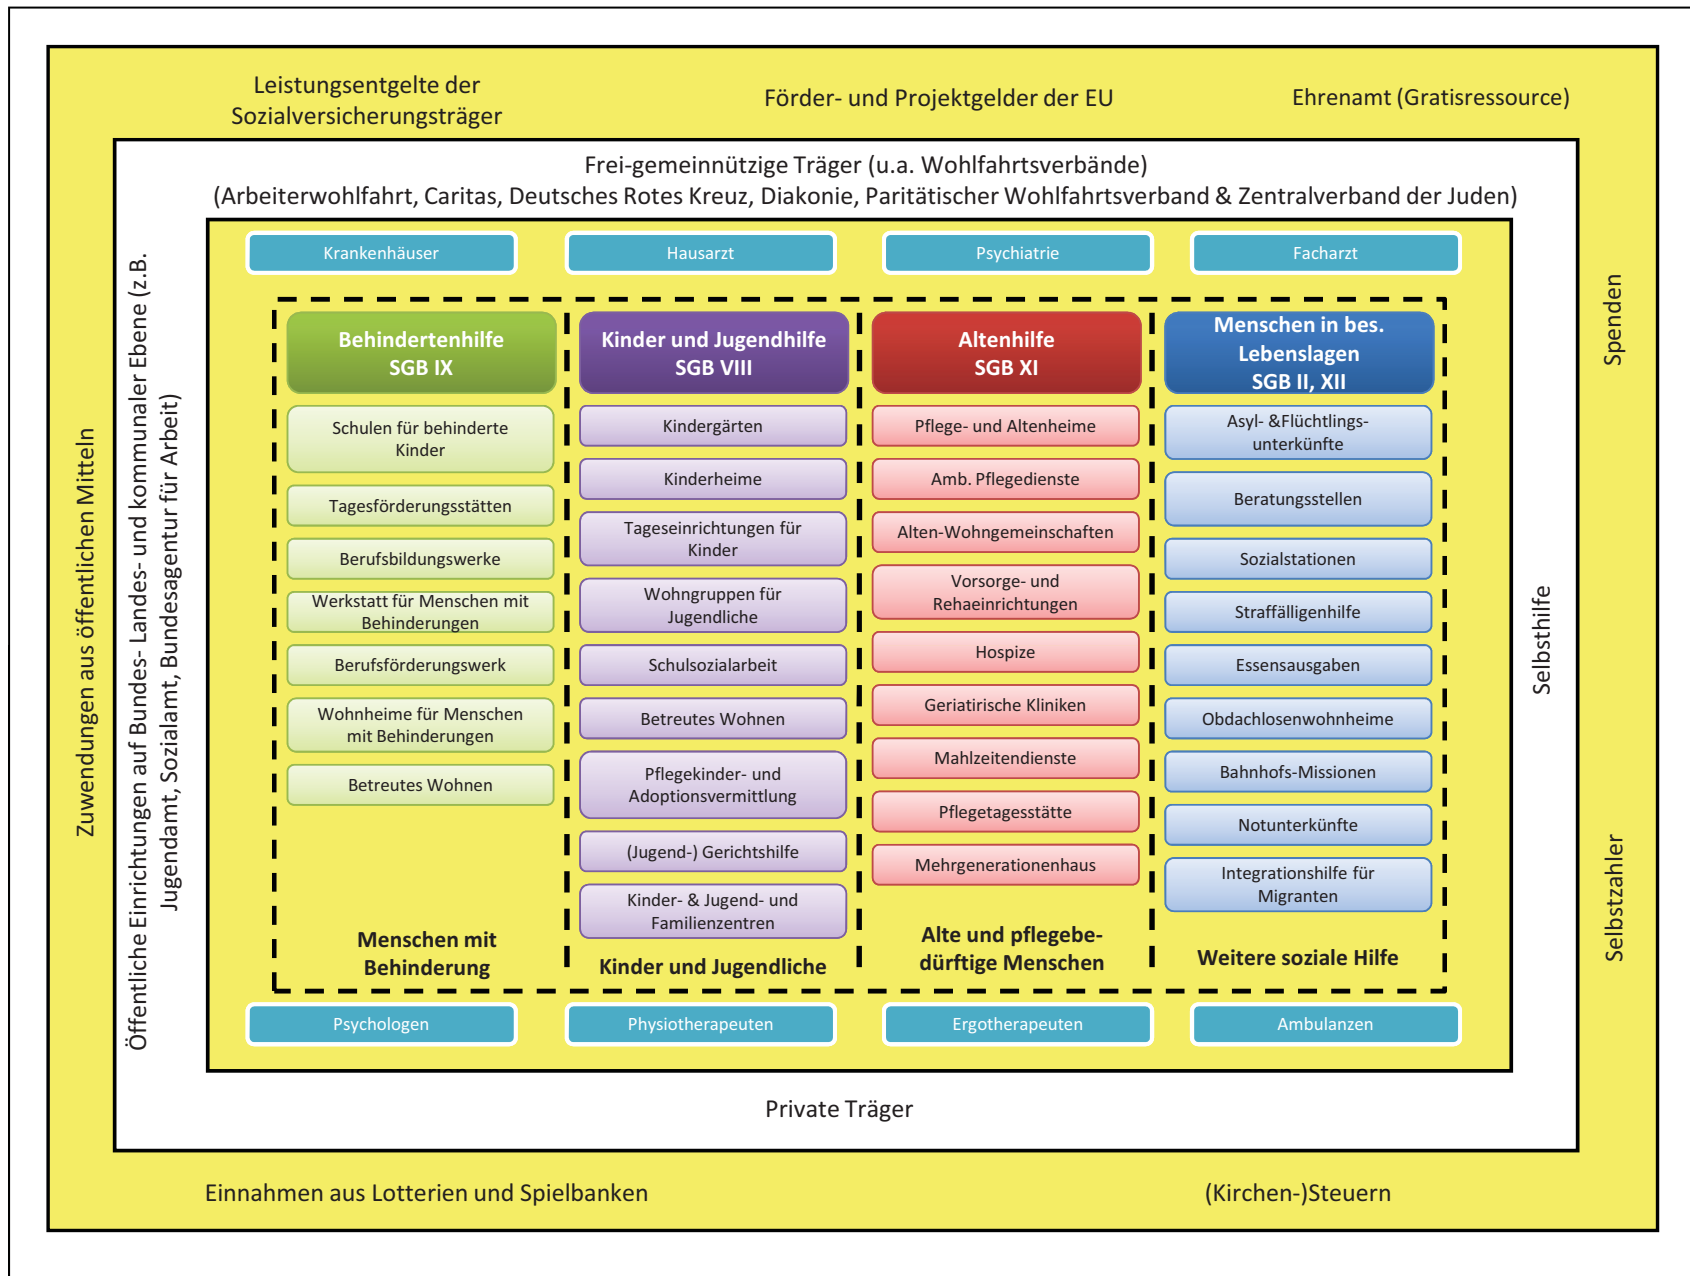 Leistungsentgelte der
Sozialversicherungsträger
Förder- und Projektgelder der EU
Ehrenamt (Gratisressource)
Frei-gemeinnützige Träger (u.a. Wohlfahrtsverbände)
(Arbeiterwohlfahrt, Caritas, Deutsches Rotes Kreuz, Diakonie, Paritätischer Wohlfahrtsverband & Zentralverband der Juden)
Zuwendungen aus öffentlichen Mitteln
Öffentliche Einrichtungen auf Bundes- Landes- und kommunaler Ebene (z.B.
Jugendamt, Sozialamt, Bundesagentur für Arbeit)
Krankenhäuser
Hausarzt
Psychiatrie
Facharzt
Behindertenhilfe
SGB IX
Schulen für behinderte
Kinder
Tagesförderungsstätten
Berufsbildungswerke
Werkstatt für Menschen mit
Behinderungen
Berufsförderungswerk
Wohnheime für Menschen
mit Behinderungen
Betreutes Wohnen
Menschen mit
Behinderung
Kinder und Jugendhilfe
SGB VIII
Kindergärten
Kinderheime
Tageseinrichtungen für
Kinder
Wohngruppen für
Jugendliche
Schulsozialarbeit
Betreutes Wohnen
Pflegekinder- und
Adoptionsvermittlung
(Jugend-) Gerichtshilfe
Kinder- & Jugend- und
Familienzentren
Kinder und Jugendliche
Altenhilfe
SGB XI
Pflege- und Altenheime
Amb. Pflegedienste
Alten-Wohngemeinschaften
Vorsorge- und
Rehaeinrichtungen
Hospize
Geriatirische Kliniken
Mahlzeitendienste
Pflegetagesstätte
Mehrgenerationenhaus
Alte und pflegebe-
dürftige Menschen
Menschen in bes.
Lebenslagen
SGB II, XII
Asyl- &Flüchtlings-
unterkünfte
Beratungsstellen
Sozialstationen
Straffälligenhilfe
Essensausgaben
Obdachlosenwohnheime
Bahnhofs-Missionen
Notunterkünfte
Integrationshilfe für
Migranten
Weitere soziale Hilfe
Psychologen
Physiotherapeuten
Ergotherapeuten
Ambulanzen
Selbsthilfe
Spenden
Selbstzahler
Private Träger
Einnahmen aus Lotterien und Spielbanken
(Kirchen-)Steuern